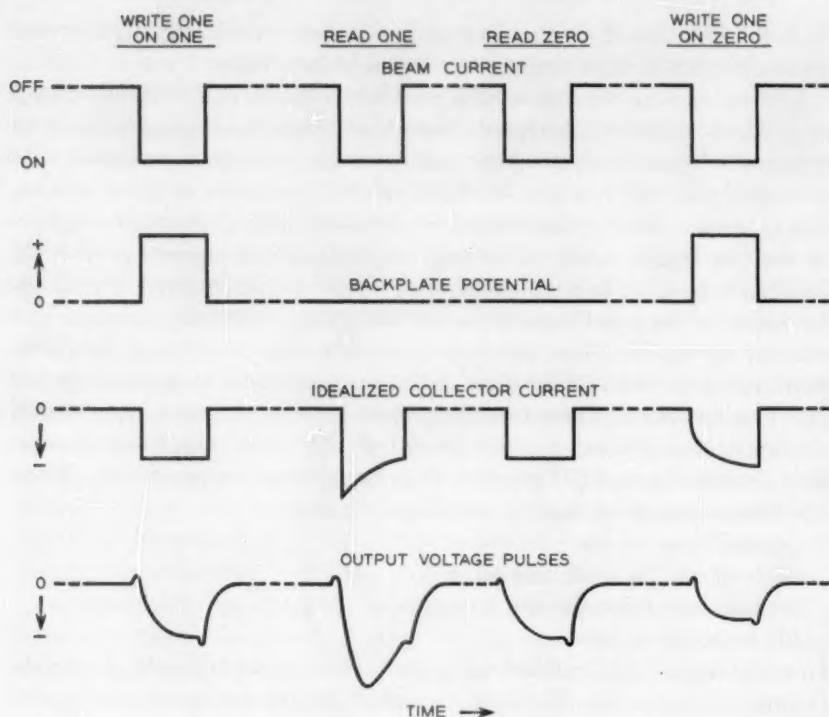 WRITE ONE ON ONE
READ ONE
READ ZERO
WRITE ONE ON ZERO
BEAM CURRENT
OFF
ON
+
0
BACKPLATE POTENTIAL
IDEALIZED COLLECTOR CURRENT
0
−
OUTPUT VOLTAGE PULSES
0
−
TIME